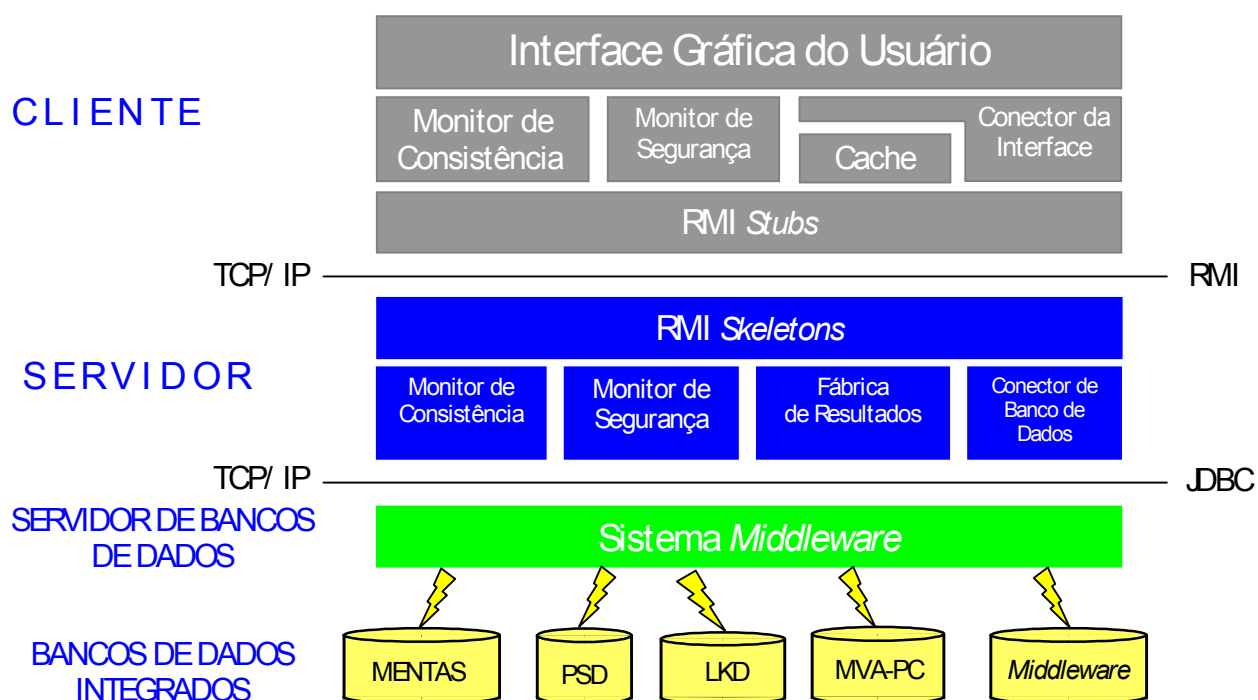 Interface Gráfica do Usuário
CLIENTE
Monitor de
Consistência
Monitor de
Segurança
Cache
Conector da
Interface
RMI Stubs
TCP/ IP
RMI
RMI Skeletons
SERVIDOR
Monitor de
Consistência
Monitor de
Segurança
Fábrica
de Resultados
Conector de
Banco de
Dados
TCP/ IP
JDBC
SERVIDOR DE BANCOS
DE DADOS
Sistema Middleware
BANCOS DE DADOS
INTEGRADOS
MENTAS
PSD
LKD
MVA-PC
Middleware